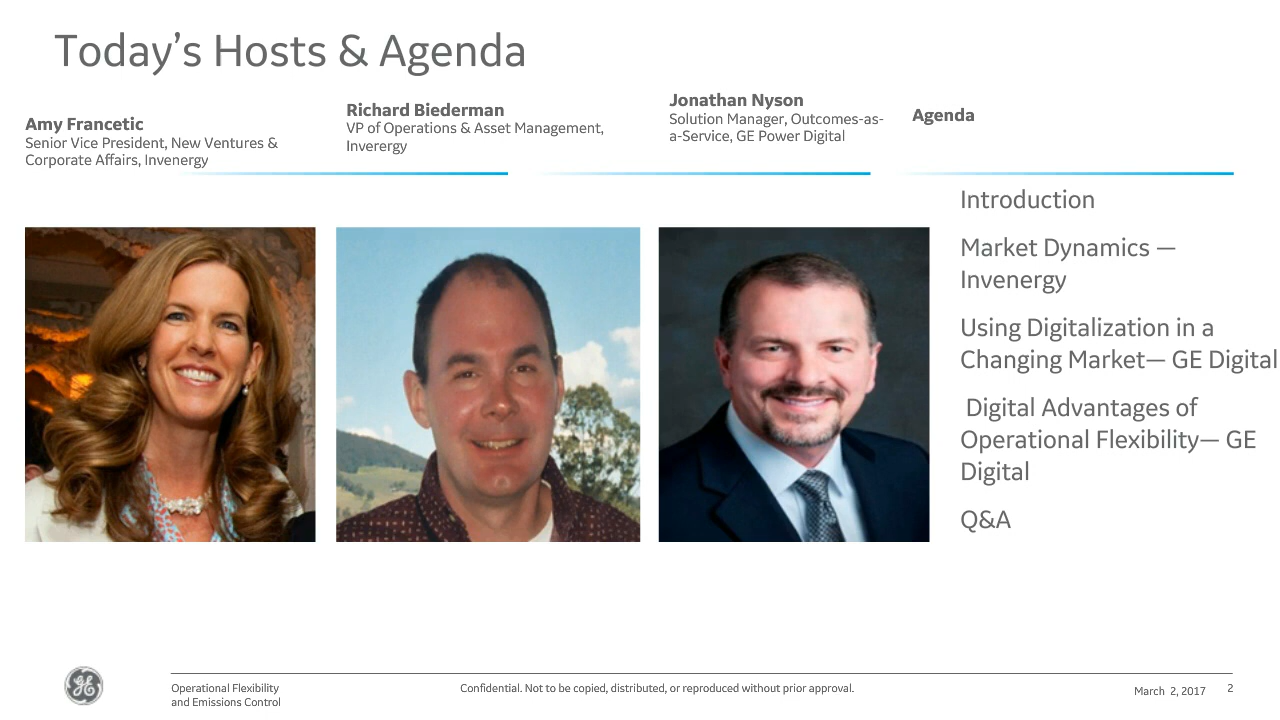 Today's Hosts & Agenda
Amy Francetic
Senior Vice President, New Ventures &
Corporate Affairs, Invenergy
Richard Biederman
VP of Operations & Asset Management,
Inverergy
Jonathan Nyson
Solution Manager, Outcomes-as-
a-Service, GE Power Digital
Agenda
Introduction
Market Dynamics —
Invenergy
Using Digitalization in a
Changing Market— GE Digital
Digital Advantages of
Operational Flexibility— GE
Digital
Q&A
GE
Operational Flexibility
and Emissions Control
Confidential. Not to be copied, distributed, or reproduced without prior approval.
March 2, 2017
2